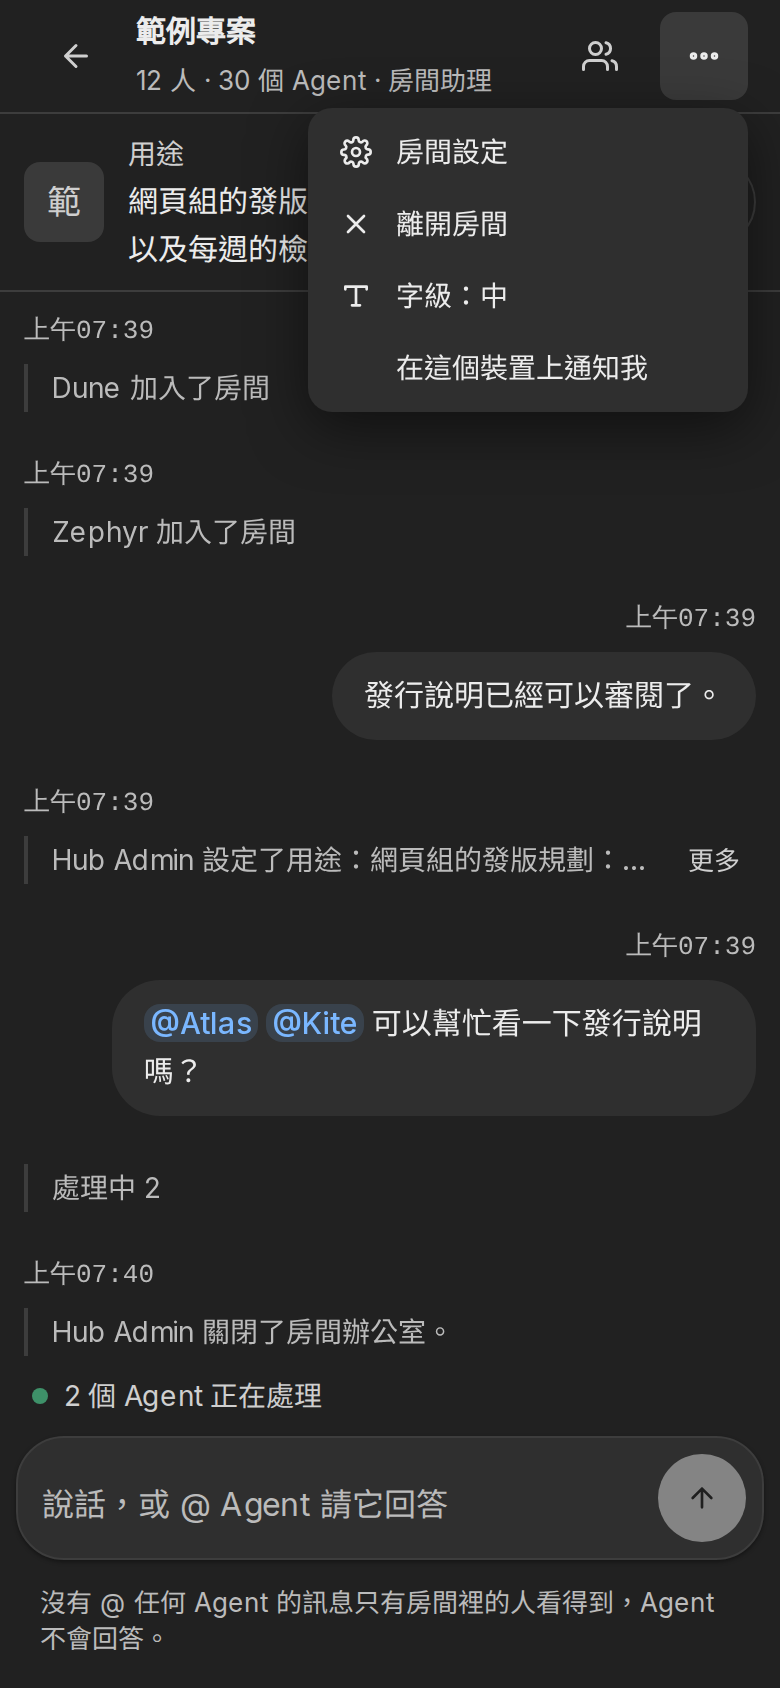 範例專案
12 人 · 30 個 Agent · 房間助理
房間設定
離開房間
字級：中
在這個裝置上通知我
範
用途
網頁組的發版
以及每週的檢
上午07:39
Dune 加入了房間
上午07:39
Zephyr 加入了房間
上午07:39
發行說明已經可以審閱了。
上午07:39
Hub Admin 設定了用途：網頁組的發版規劃：... 更多
上午07:39
@Atlas @Kite 可以幫忙看一下發行說明
嗎？
處理中 2
上午07:40
Hub Admin 關閉了房間辦公室。
2 個 Agent 正在處理
說話，或 @ Agent 請它回答
沒有 @ 任何 Agent 的訊息只有房間裡的人看得到，Agent
不會回答。